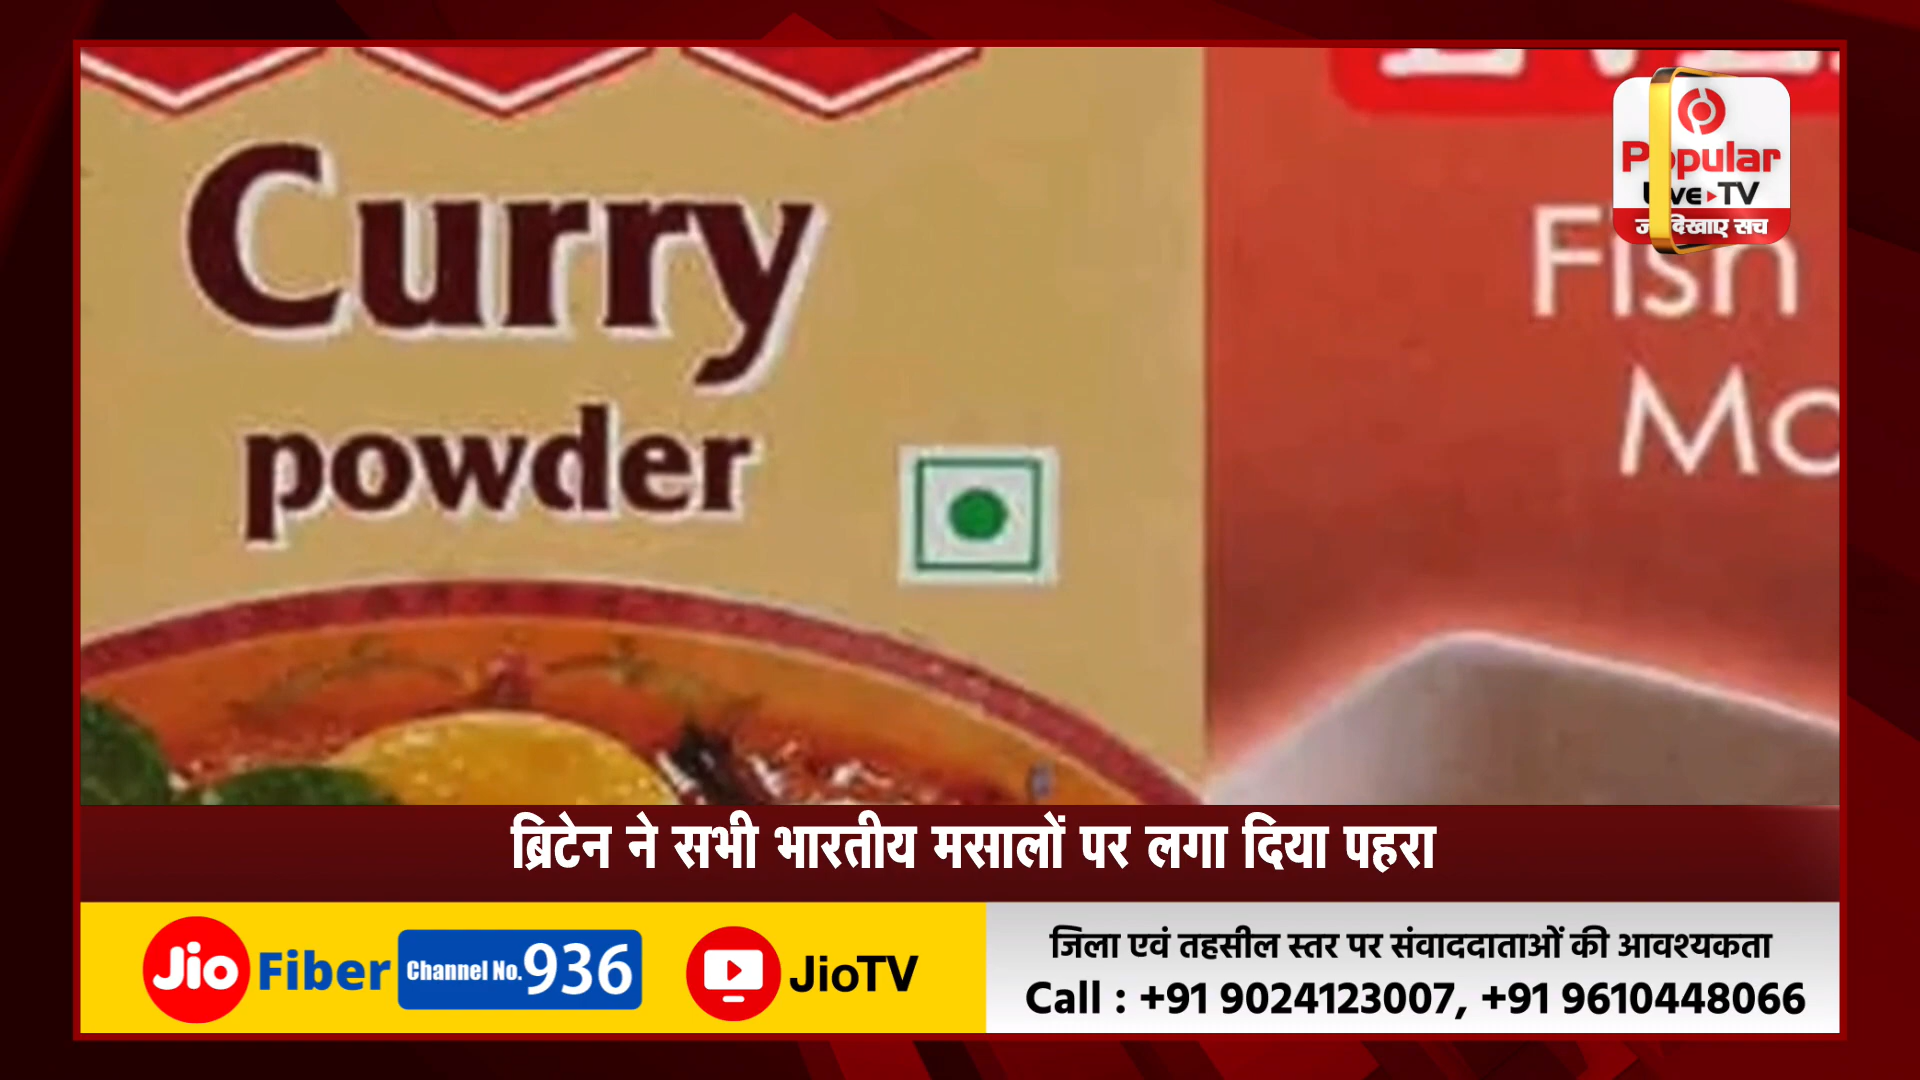 Curry
powder
Fish
Popular
Live TV
जो दिखाए सच
ब्रिटेन ने सभी भारतीय मसालों पर लगा दिया पहरा
Jio Fiber Channel No. 936 JioTV
जिला एवं तहसील स्तर पर संवाददाताओं की आवश्यकता
Call : +91 9024123007, +91 9610448066